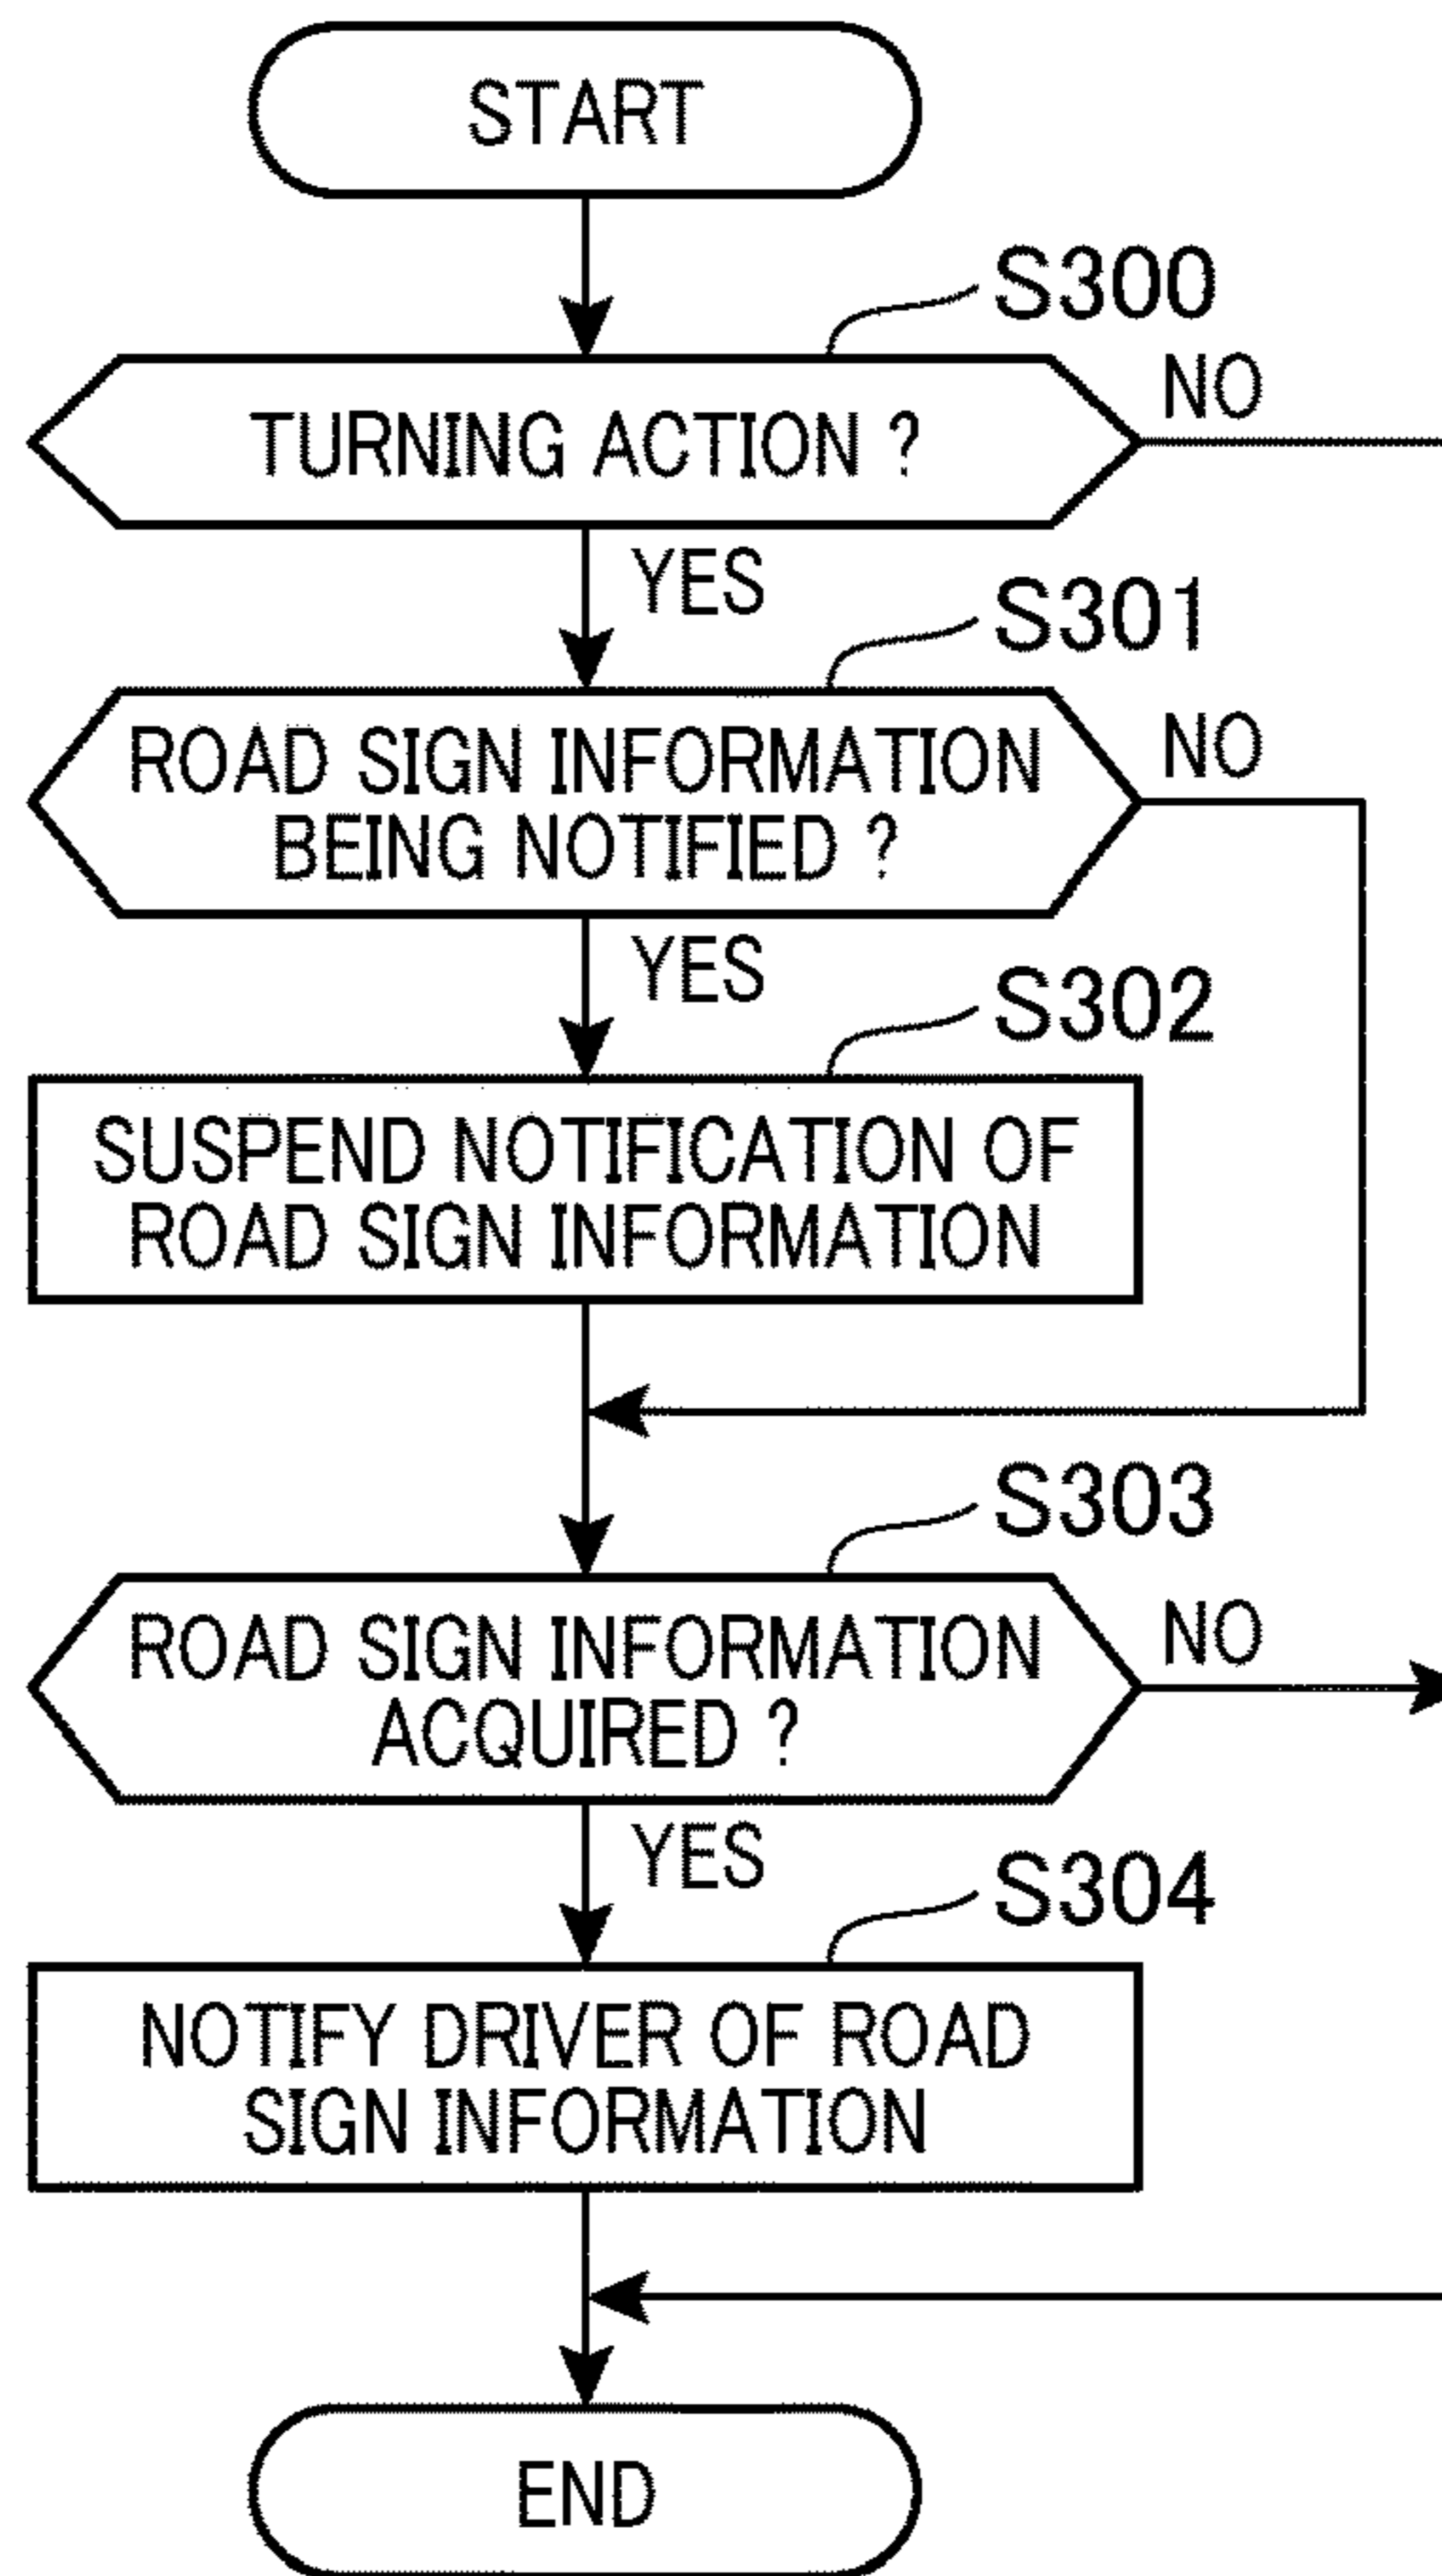 START
S300
TURNING ACTION ?
NO
YES
S301
ROAD SIGN INFORMATION
BEING NOTIFIED ?
NO
YES
S302
SUSPEND NOTIFICATION OF
ROAD SIGN INFORMATION
S303
ROAD SIGN INFORMATION
ACQUIRED ?
NO
YES
S304
NOTIFY DRIVER OF ROAD
SIGN INFORMATION
END